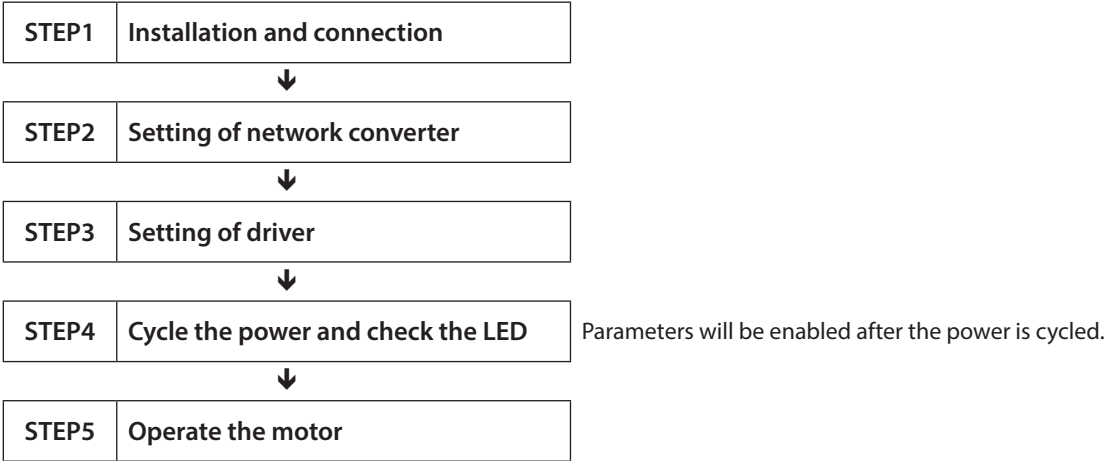 STEP1 Installation and connection
STEP2 Setting of network converter
STEP3 Setting of driver
STEP4 Cycle the power and check the LED Parameters will be enabled after the power is cycled.
STEP5 Operate the motor